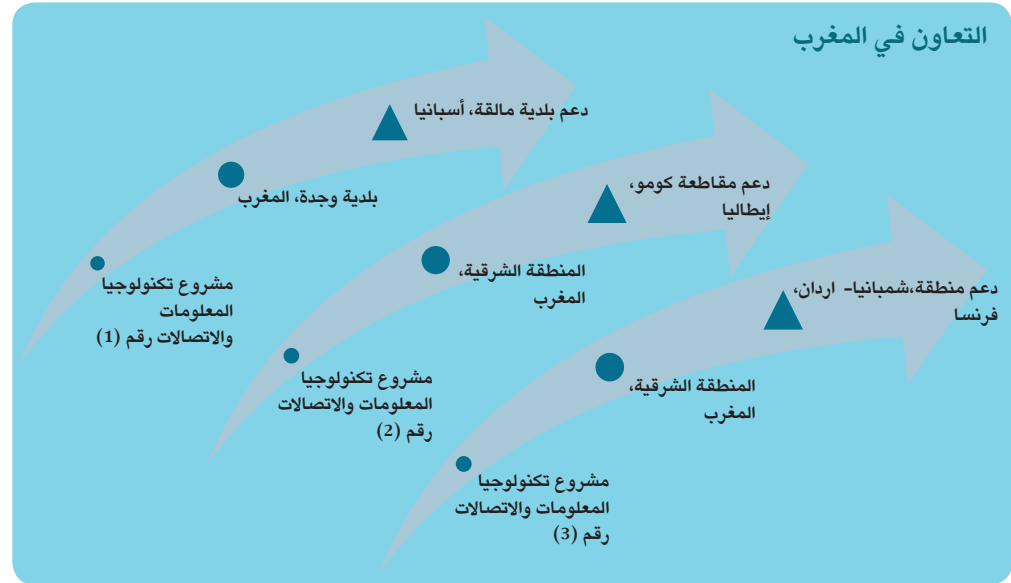 التعاون في المغرب
دعم بلدية مالقة، أسبانيا
بلدية وجدة، المغرب
مشروع تكنولوجيا
المعلومات
والاتصالات رقم (1)
دعم مقاطعة كومو،
إيطاليا
المنطقة الشرقية،
المغرب
مشروع تكنولوجيا
المعلومات والاتصالات
رقم (2)
دعم منطقة،شمبانيا- اردان،
فرنسا
المنطقة الشرقية،
المغرب
مشروع تكنولوجيا
المعلومات والاتصالات
رقم (3)